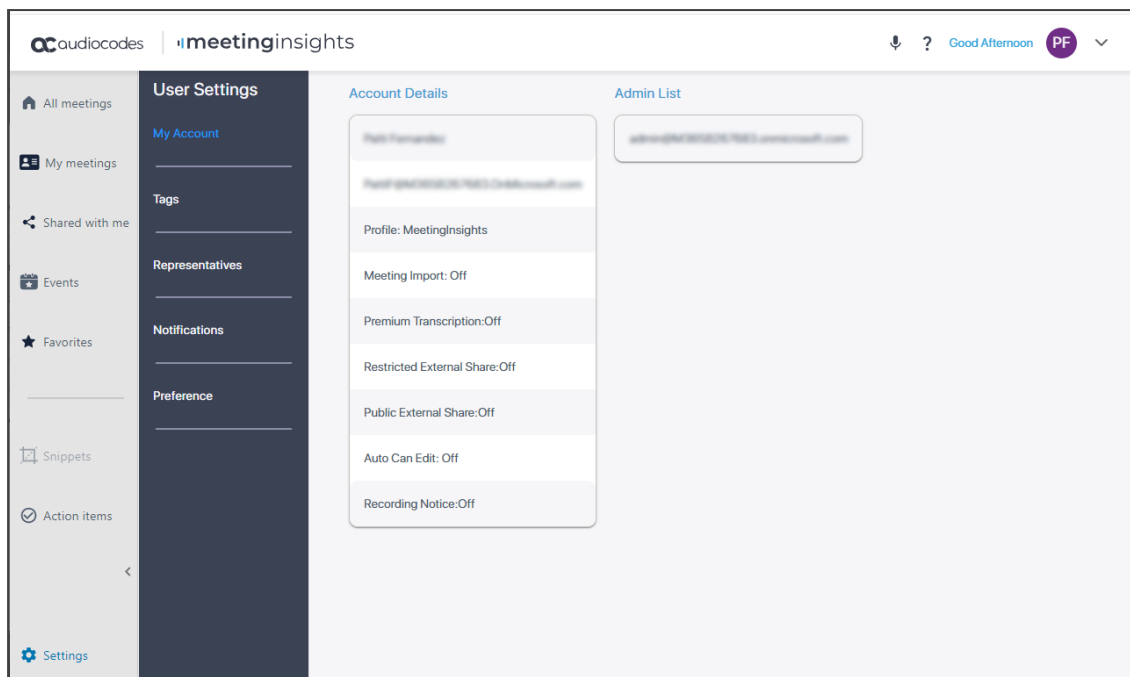 audiocodes
meetinginsights
? Good Afternoon PF
All meetings
My meetings
Shared with me
Events
Favorites
Snippets
Action items
Settings
User Settings
My Account
Tags
Representatives
Notifications
Preference
Account Details
Profile: MeetingInsights
Meeting Import: Off
Premium Transcription:Off
Restricted External Share:Off
Public External Share:Off
Auto Can Edit: Off
Recording Notice:Off
Admin List